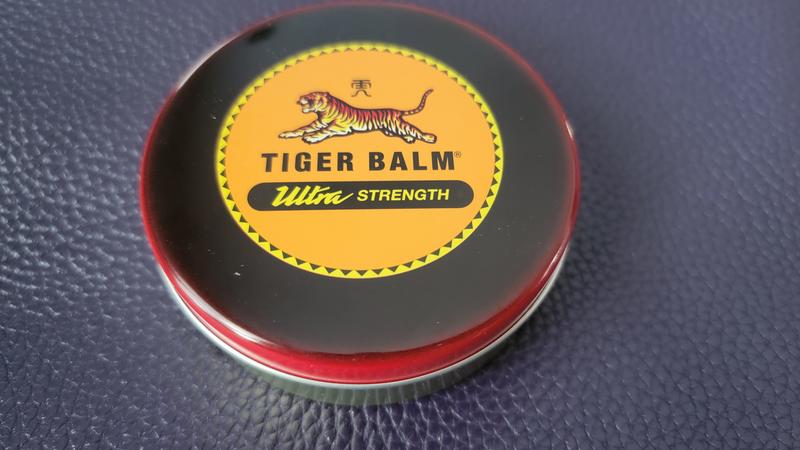 TIGER BALM®
Ultra STRENGTH